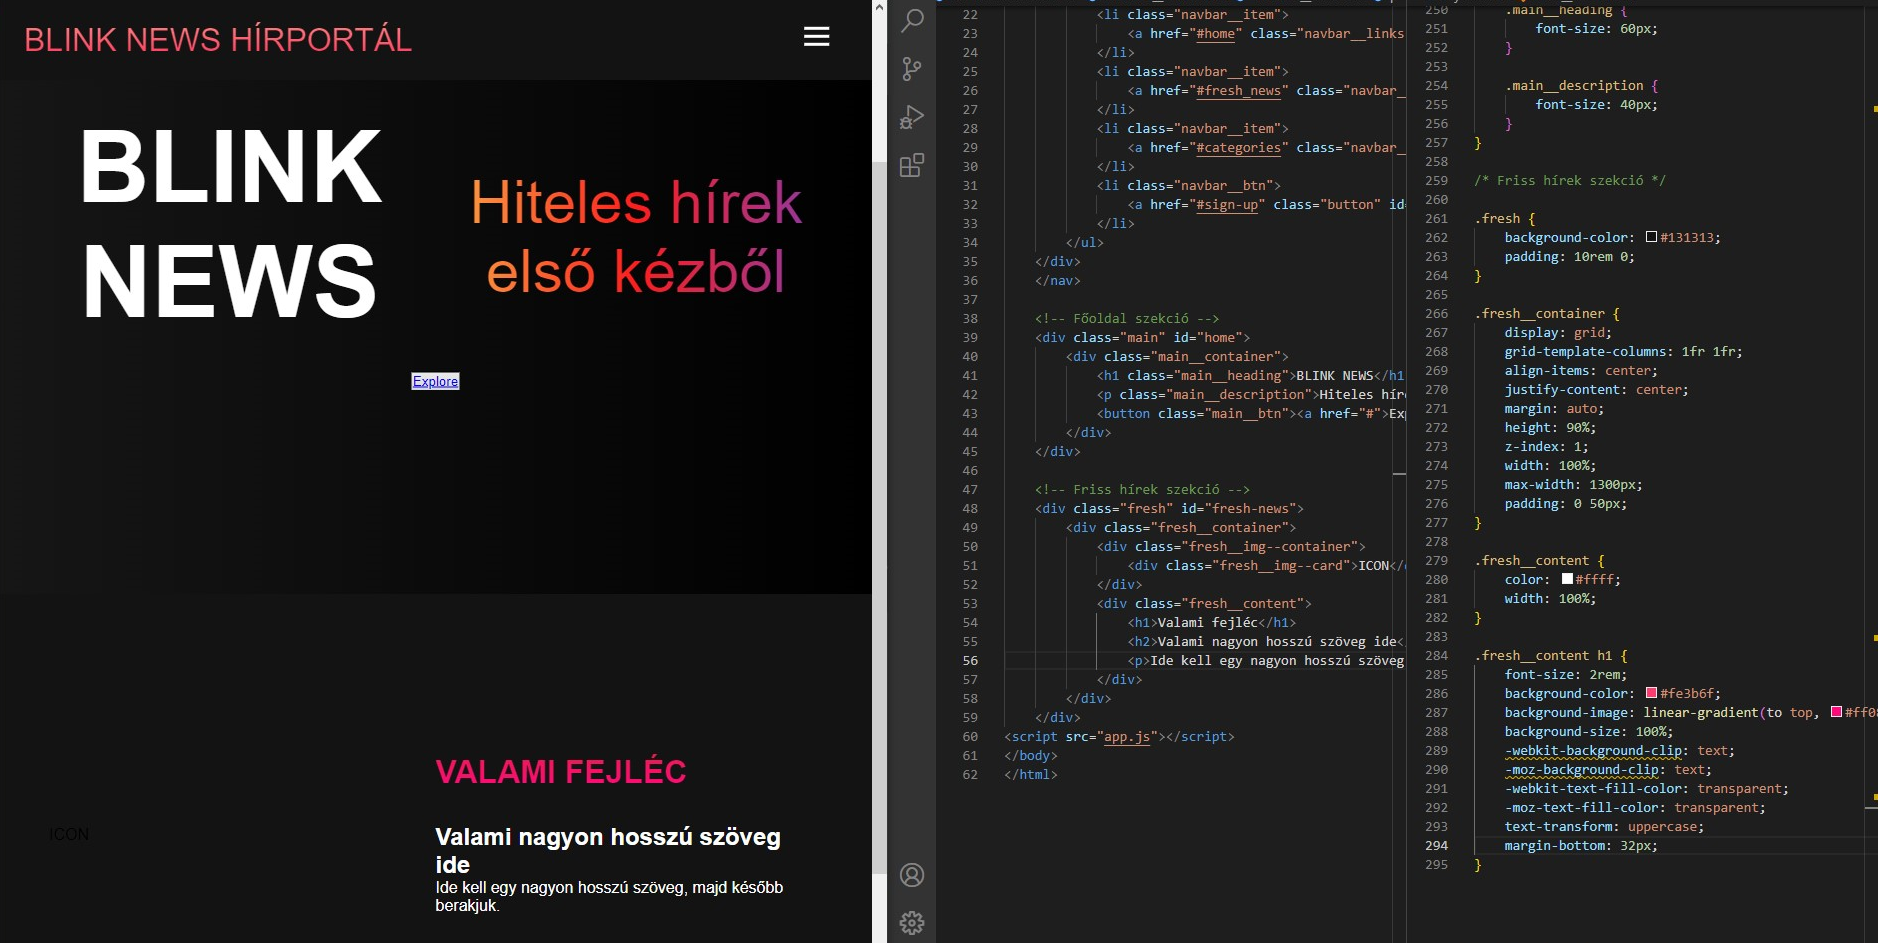 BLINK NEWS HÍRPORTÁL
BLINK
NEWS
Hiteles hírek
első kézből
Explore
VALAMI FEJLÉC
ICON
Valami nagyon hosszú szöveg
ide
Ide kell egy nagyon hosszú szöveg, majd később
berakjuk.
22 <li class="navbar__item">
23 <a href="#home" class="navbar__links
24 </li>
25 <li class="navbar__item">
26 <a href="#fresh_news" class="navbar_
27 </li>
28 <li class="navbar__item">
29 <a href="#categories" class="navbar_
30 </li>
31 <li class="navbar__btn">
32 <a href="#sign-up" class="button" id=
33 </li>
34 </ul>
35 </div>
36 </nav>
37
38 <!-- Főoldal szekció -->
39 <div class="main" id="home">
40 <div class="main__container">
41 <h1 class="main__heading">BLINK NEWS</h1
42 <p class="main__description">Hiteles hír
43 <button class="main__btn"><a href="#">Ex
44 </div>
45 </div>
46
47 <!-- Friss hírek szekció -->
48 <div class="fresh" id="fresh-news">
49 <div class="fresh__container">
50 <div class="fresh__img--container">
51 <div class="fresh__img--card">ICON</
52 </div>
53 <div class="fresh__content">
54 <h1>Valami fejléc</h1>
55 <h2>Valami nagyon hosszú szöveg ide<
56 <p>Ide kell egy nagyon hosszú szöveg
57 </div>
58 </div>
59 </div>
60 <script src="app.js"></script>
61 </body>
62 </html>
250 .main__heading {
251 font-size: 60px;
252 }
253
254 .main__description {
255 font-size: 40px;
256 }
257 }
258
259 /* Friss hírek szekció */
260
261 .fresh {
262 background-color: #131313;
263 padding: 10rem 0;
264 }
265
266 .fresh__container {
267 display: grid;
268 grid-template-columns: 1fr 1fr;
269 align-items: center;
270 justify-content: center;
271 margin: auto;
272 height: 90%;
273 z-index: 1;
274 width: 100%;
275 max-width: 1300px;
276 padding: 0 50px;
277 }
278
279 .fresh__content {
280 color: #ffff;
281 width: 100%;
282 }
283
284 .fresh__content h1 {
285 font-size: 2rem;
286 background-color: #fe3b6f;
287 background-image: linear-gradient(to top, #ff0
288 background-size: 100%;
289 -webkit-background-clip: text;
290 -moz-background-clip: text;
291 -webkit-text-fill-color: transparent;
292 -moz-text-fill-color: transparent;
293 text-transform: uppercase;
294 margin-bottom: 32px;
295 }